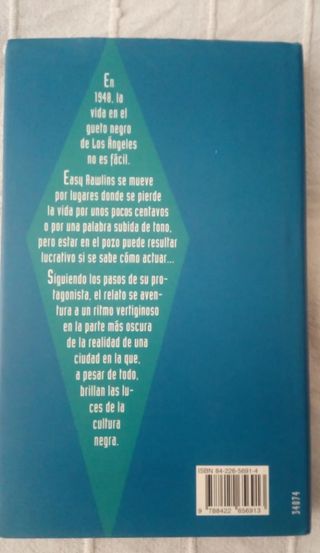 En
1948, la
vida en el
gueto negro
de Los Ángeles
no es fácil.
Easy Rawlins se mueve
por lugares donde se pierde
la vida por unos pocos centavos
o por una palabra subida de tono,
pero estar en el pozo puede resultar
lucrativo si se sabe cómo actuar...
Siguiendo los pasos de su pro-
tagonista, el relato se aven-
tura a un ritmo vertiginoso
en la parte más oscura
de la realidad de una
ciudad en la que,
a pesar de todo,
brillan las lu-
ces de la
cultura
negra.
ISBN 84-226-5691-4
9 788422 656913
34074